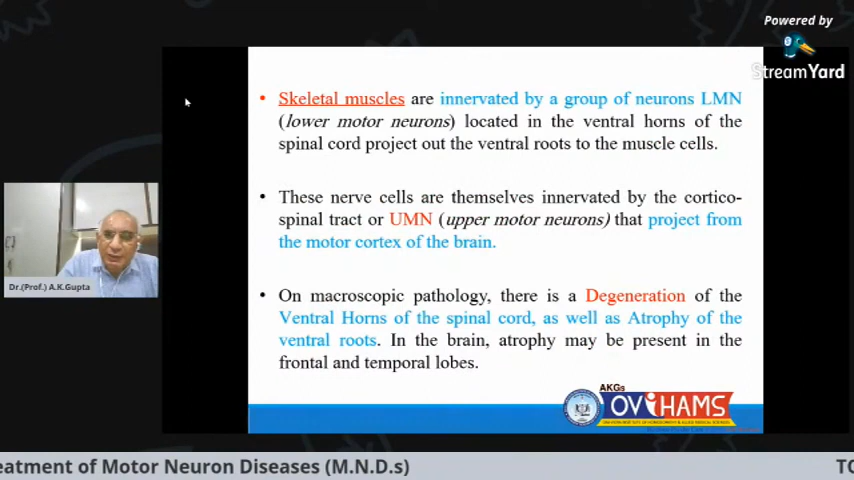 Powered by
StreamYard
• Skeletal muscles are innervated by a group of neurons LMN
(lower motor neurons) located in the ventral horns of the
spinal cord project out the ventral roots to the muscle cells.
• These nerve cells are themselves innervated by the cortico-
spinal tract or UMN (upper motor neurons) that project from
the motor cortex of the brain.
• On macroscopic pathology, there is a Degeneration of the
Ventral Horns of the spinal cord, as well as Atrophy of the
ventral roots. In the brain, atrophy may be present in the
frontal and temporal lobes.
Dr.(Prof.) A.K.Gupta
AKGs
OVIHAMS
eatment of Motor Neuron Diseases (M.N.D.s)
TO